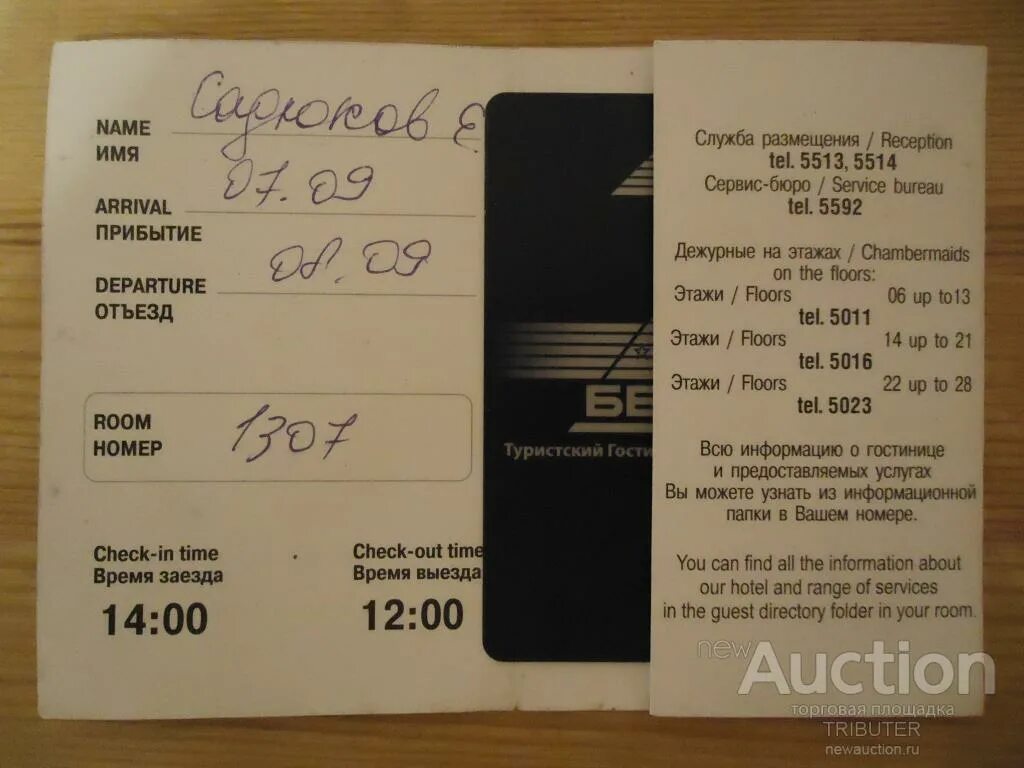 NAME Садюков Е
ИМЯ
07.09
ARRIVAL
ПРИБЫТИЕ
08.09
DEPARTURE
ОТЪЕЗД
ROOM 1307
НОМЕР
Check-in time
Время заезда
14:00
Check-out time
Время выезда
12:00
БЕ
Туристский Гости
Служба размещения / Reception
tel. 5513, 5514
Сервис-бюро / Service bureau
tel. 5592
Дежурные на этажах / Chambermaids
on the floors:
Этажи / Floors 06 up to13
tel. 5011
Этажи / Floors 14 up to 21
tel. 5016
Этажи / Floors 22 up to 28
tel. 5023
Всю информацию о гостинице
и предоставляемых услугах
Вы можете узнать из информационной
папки в Вашем номере.
You can find all the information about
our hotel and range of services
in the guest directory folder in your room.
newAuction
торговая площадка
TRIBUTER
newauction.ru